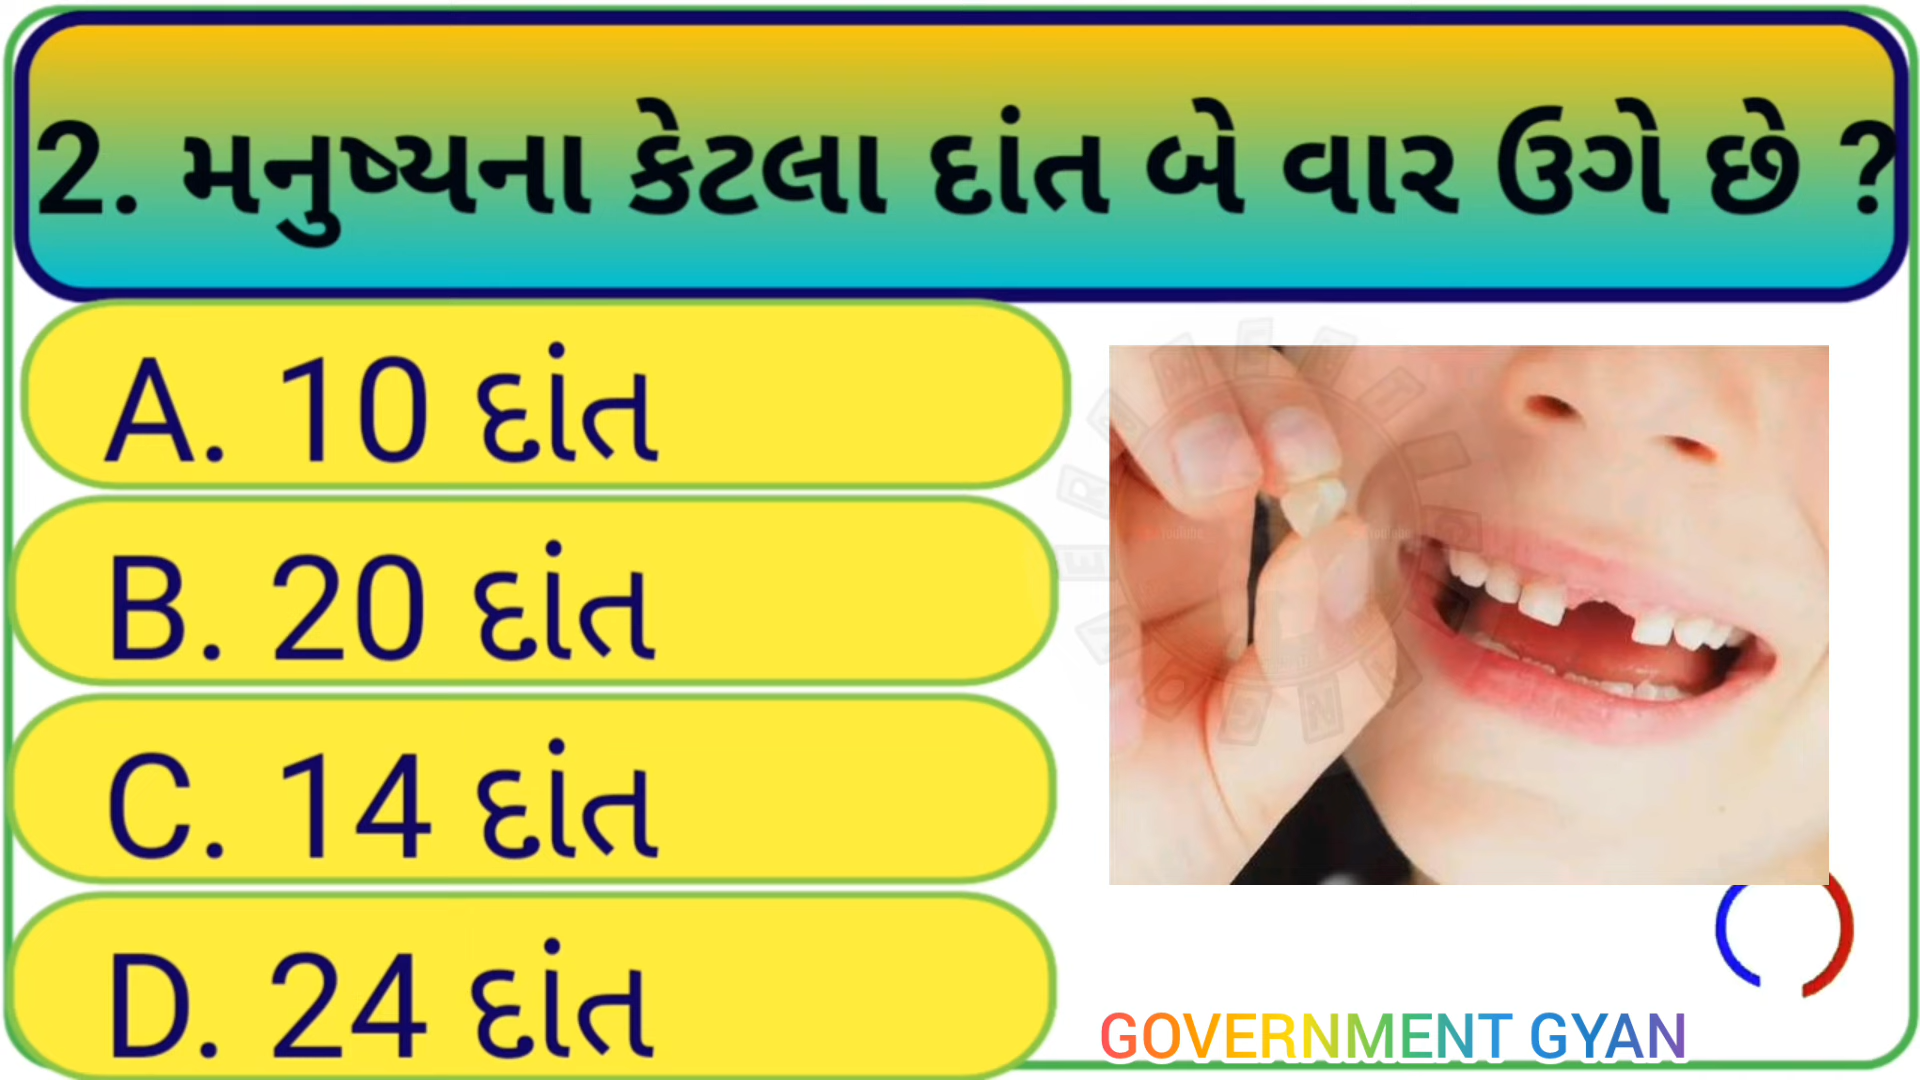 2. મનુષ્યના કેટલા દાંત બે વાર ઉગે છે ?
A. 10 દાંત
B. 20 દાંત
C. 14 દાંત
D. 24 દાંત
GOVERNMENT GYAN